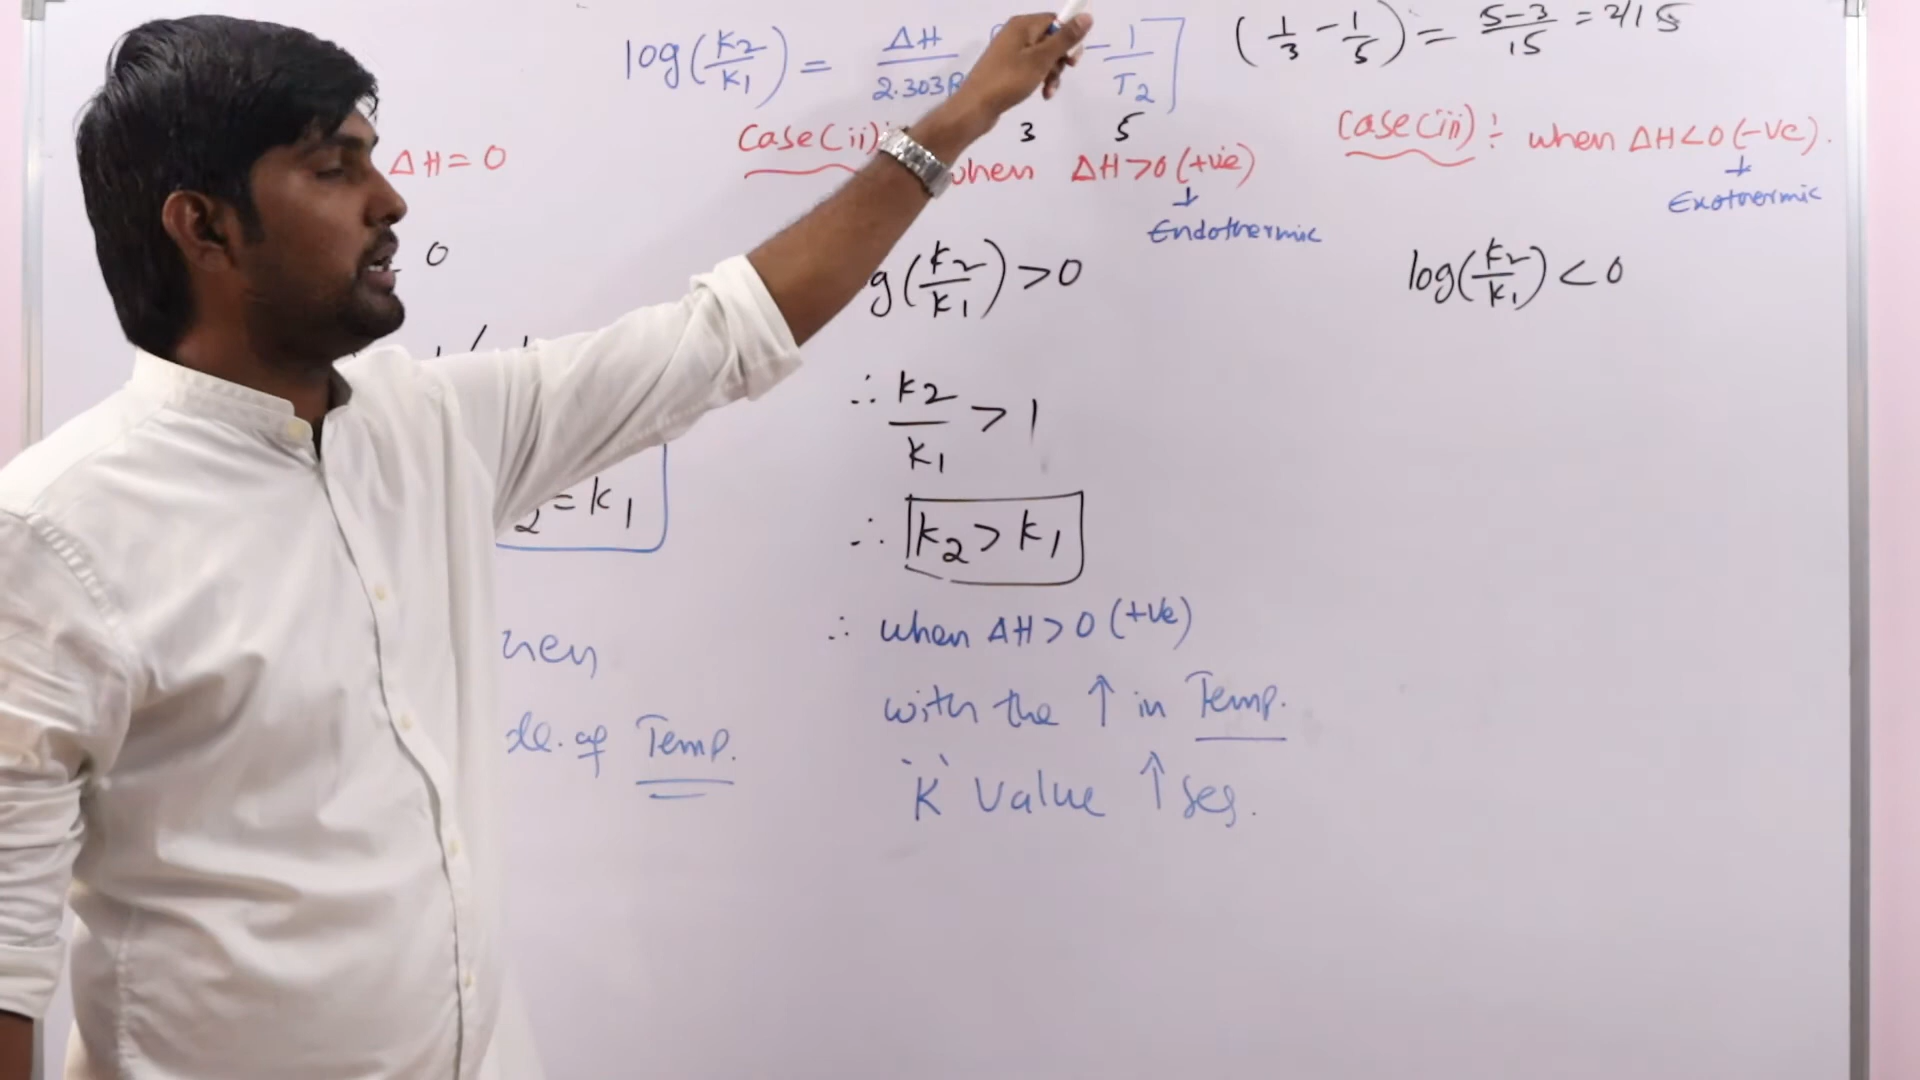 log(K2/K1) = ΔH/2.303R - 1/T2]
3 5
(1/3 - 1/5) = 5-3/15 = 2/15
ΔH = 0
0
= K1
of Temp.
Case(ii)
when ΔH>0 (+ve)
↓
Endothermic
g(K2/K1) > 0
∴ K2/K1 > 1
∴ K2 > K1
∴ when ΔH > 0 (+ve)
with the ↑ in Temp.
'K' Value ↑ses.
Case(iii) : when ΔH<0 (-ve).
↓
Exothermic
log(K2/K1) < 0